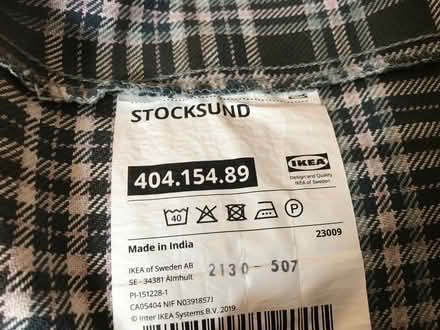 STOCKSUND
IKEA
Design and Quality
IKEA of Sweden
404.154.89
40 P
Made in India
23009
IKEA of Sweden AB
SE - 34381 Älmhult
2130 - 507
PI-151228-1
CA05404 NIF N0391857J
© Inter IKEA Systems B.V. 2019